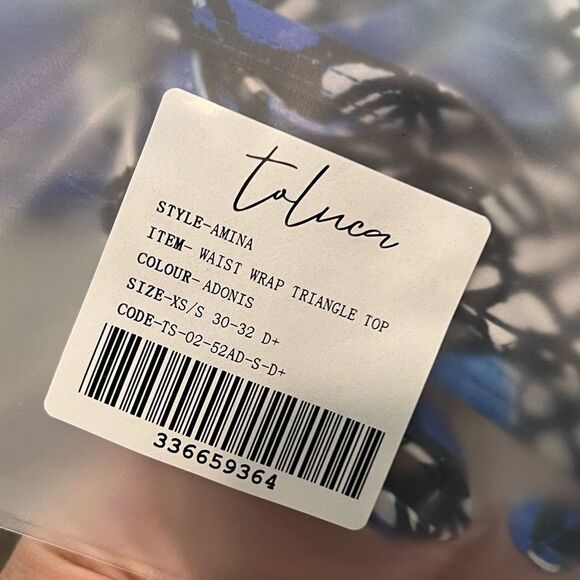 toluca
STYLE-AMINA
ITEM- WAIST WRAP TRIANGLE TOP
COLOUR-ADONIS
SIZE-XS/S 30-32 D+
CODE-TS-02-52AD-S-D+
336659364